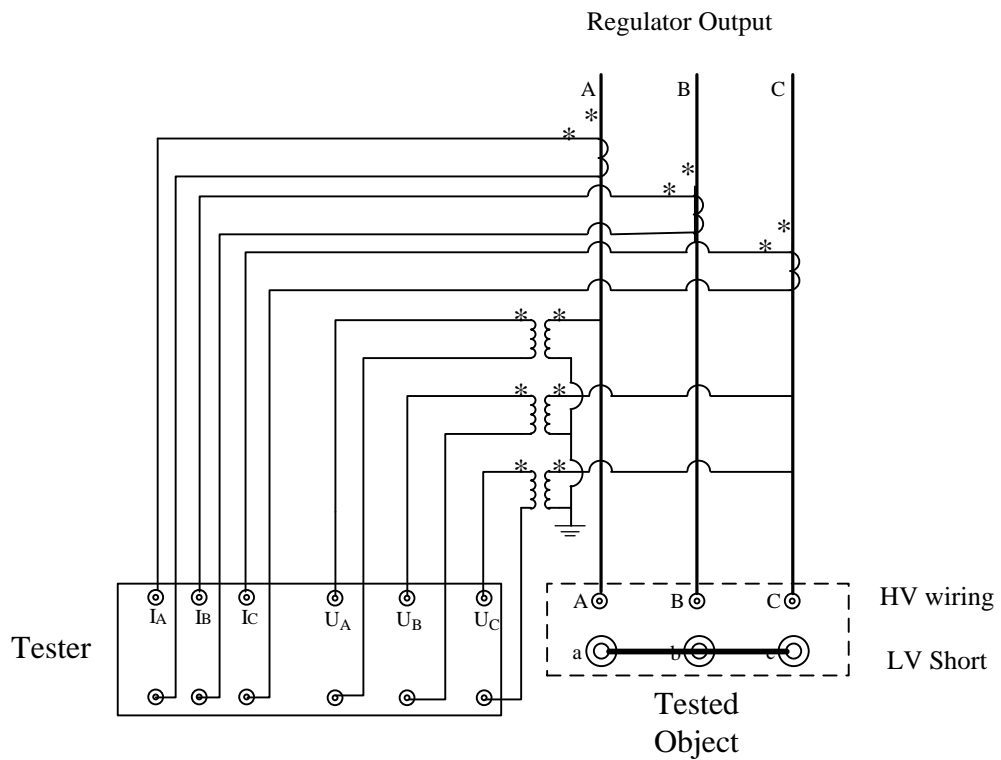 Regulator Output
A B C
*
*
*
*
*
*
* *
* *
* *
IA IB IC UA UB UC
A B C
HV wiring
Tester
a b c
LV Short
Tested
Object